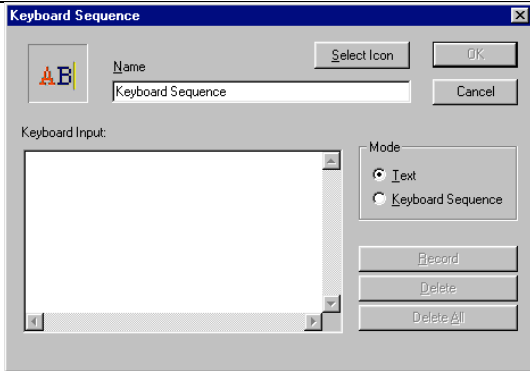 Keyboard Sequence
AB
Name
Select Icon
OK
Keyboard Sequence
Cancel
Keyboard Input:
Mode
Text
Keyboard Sequence
Record
Delete
Delete All